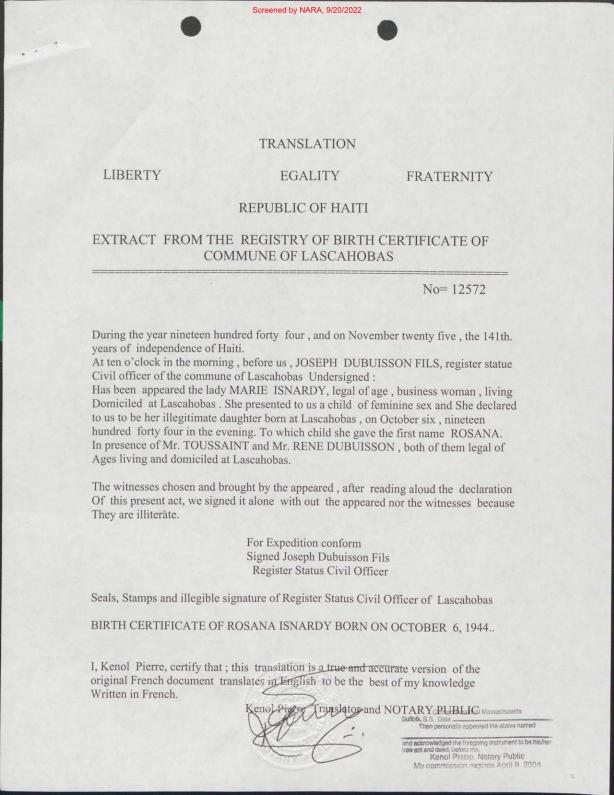 Screened by NARA, 9/20/2022
TRANSLATION
LIBERTY EGALITY FRATERNITY
REPUBLIC OF HAITI
EXTRACT FROM THE REGISTRY OF BIRTH CERTIFICATE OF
COMMUNE OF LASCAHOBAS
No= 12572
During the year nineteen hundred forty four , and on November twenty five , the 141th.
years of independence of Haiti.
At ten o'clock in the morning , before us , JOSEPH DUBUISSON FILS, register statue
Civil officer of the commune of Lascahobas Undersigned :
Has been appeared the lady MARIE ISNARDY, legal of age , business woman , living
Domiciled at Lascahobas . She presented to us a child of feminine sex and She declared
to us to be her illegitimate daughter born at Lascahobas , on October six , nineteen
hundred forty four in the evening. To which child she gave the first name ROSANA.
In presence of Mr. TOUSSAINT and Mr. RENE DUBUISSON , both of them legal of
Ages living and domiciled at Lascahobas.
The witnesses chosen and brought by the appeared , after reading aloud the declaration
Of this present act, we signed it alone with out the appeared nor the witnesses because
They are illiterate.
For Expedition conform
Signed Joseph Dubuisson Fils
Register Status Civil Officer
Seals, Stamps and illegible signature of Register Status Civil Officer of Lascahobas
BIRTH CERTIFICATE OF ROSANA ISNARDY BORN ON OCTOBER 6, 1944..
I, Kenol Pierre, certify that ; this translation is a true and accurate version of the
original French document translates in English to be the best of my knowledge
Written in French.
Kenol Pierre Translator and NOTARY PUBLIC
Massachusetts
Suffolk, S.S. Date
Then personally appeared the above named
and acknowledged the foregoing instrument to be his/her
free act and deed, before me,
Kenol Pierre, Notary Public
My commission expires April 9, 2004